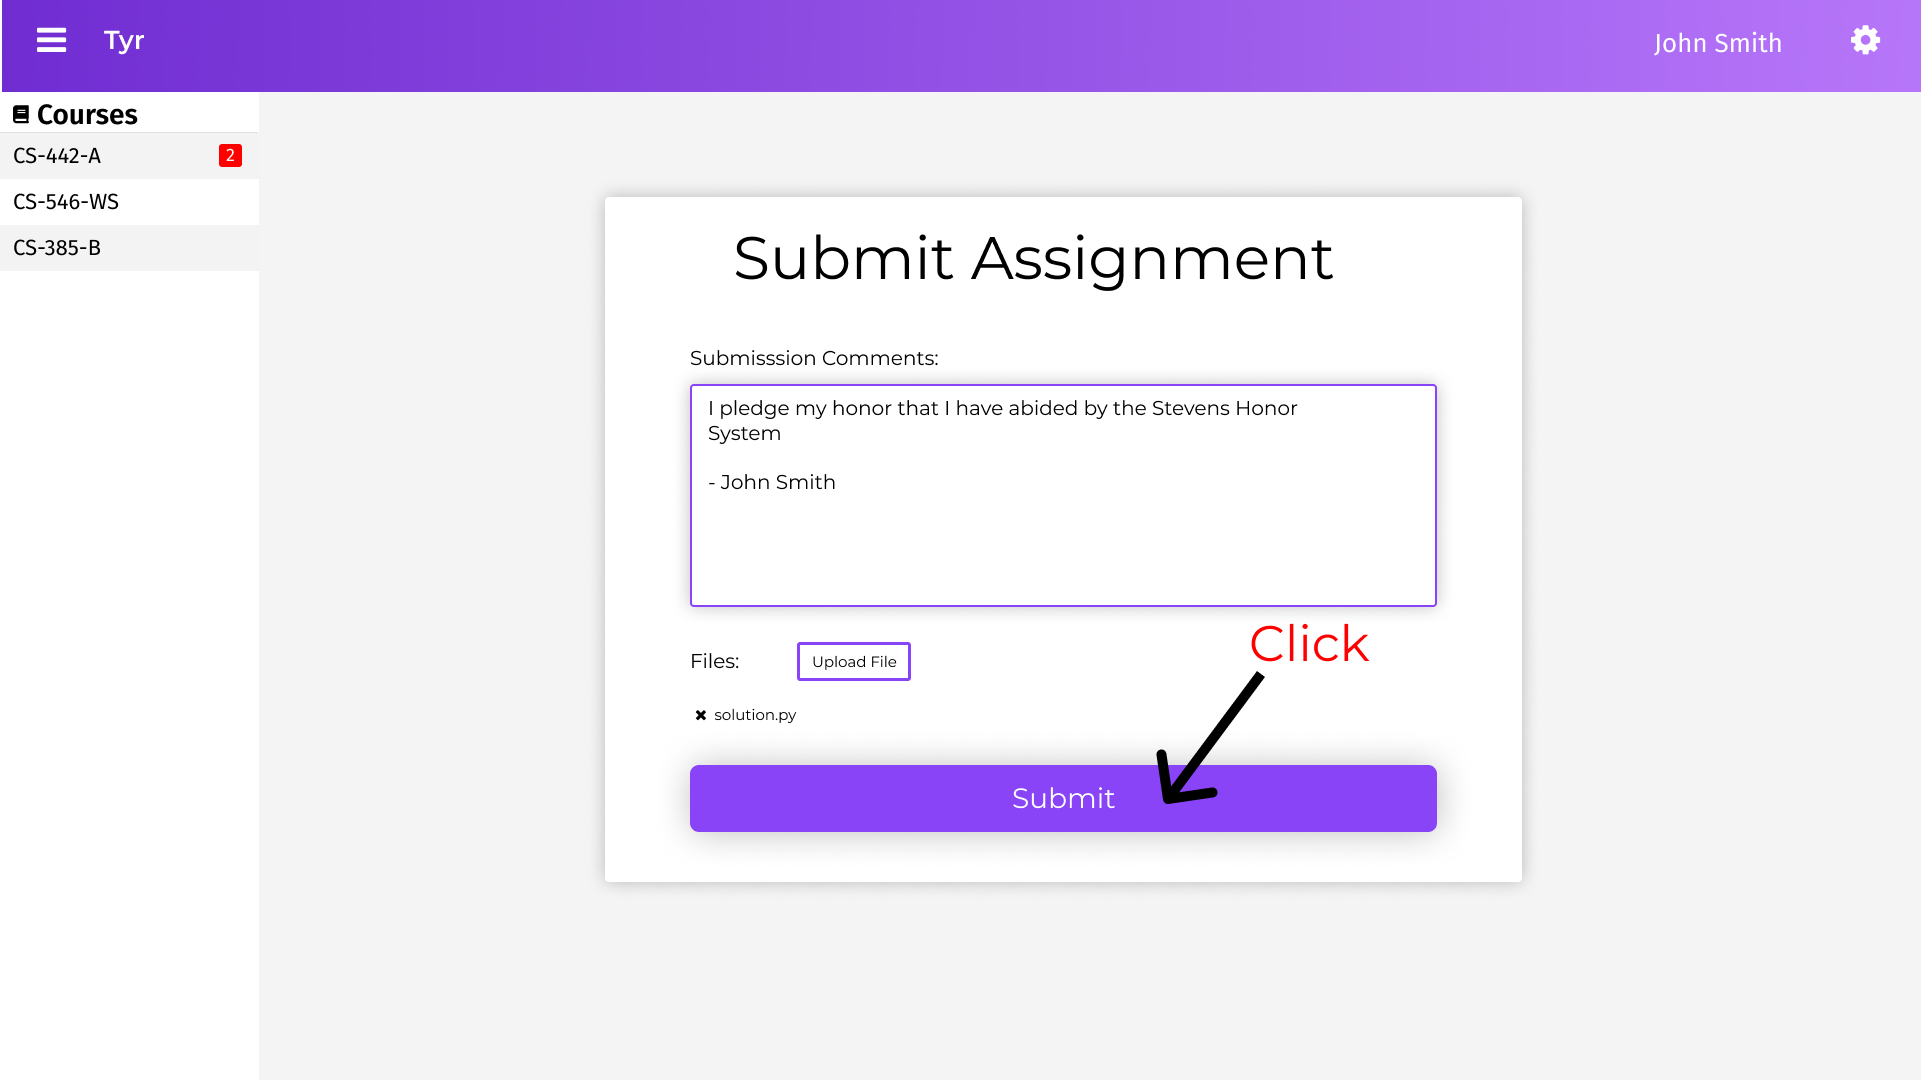 Tyr
John Smith
Courses
CS-442-A
2
CS-546-WS
CS-385-B
Submit Assignment
Submisssion Comments:
I pledge my honor that I have abided by the Stevens Honor
System
- John Smith
Click
Files:
Upload File
solution.py
Submit